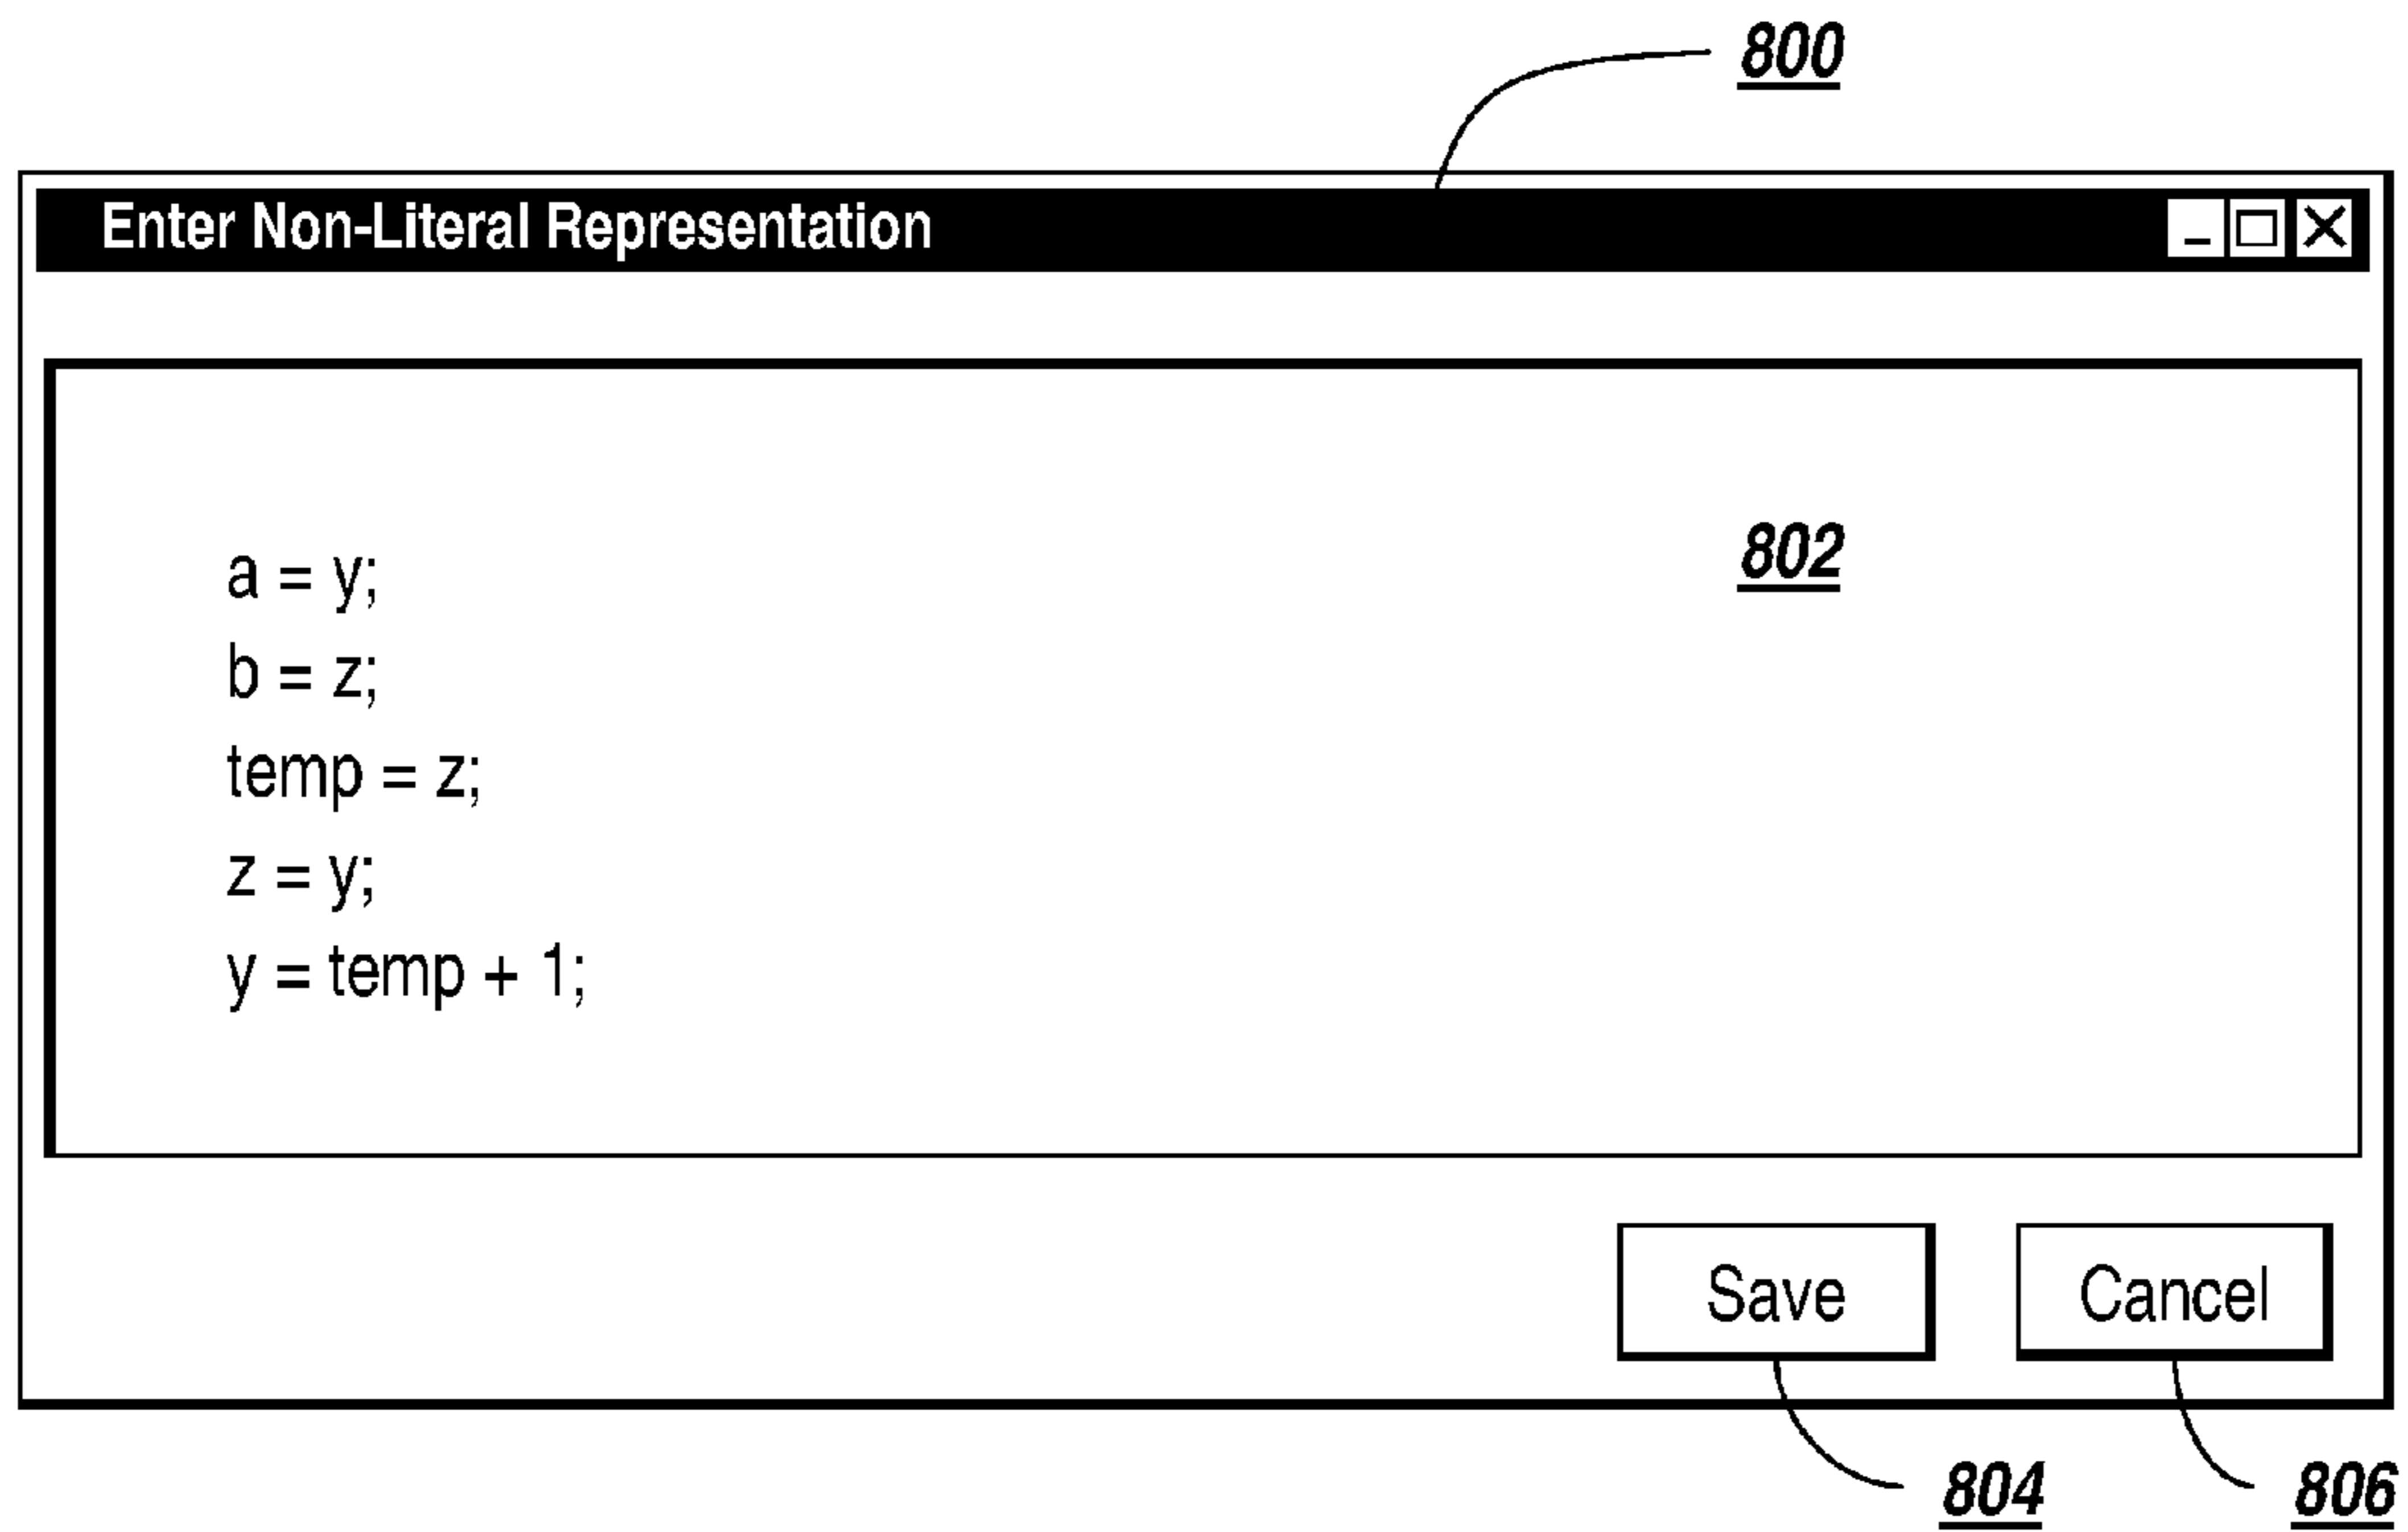 800
Enter Non-Literal Representation
802
a = y;
b = z;
temp = z;
z = y;
y = temp + 1;
Save Cancel
804 806